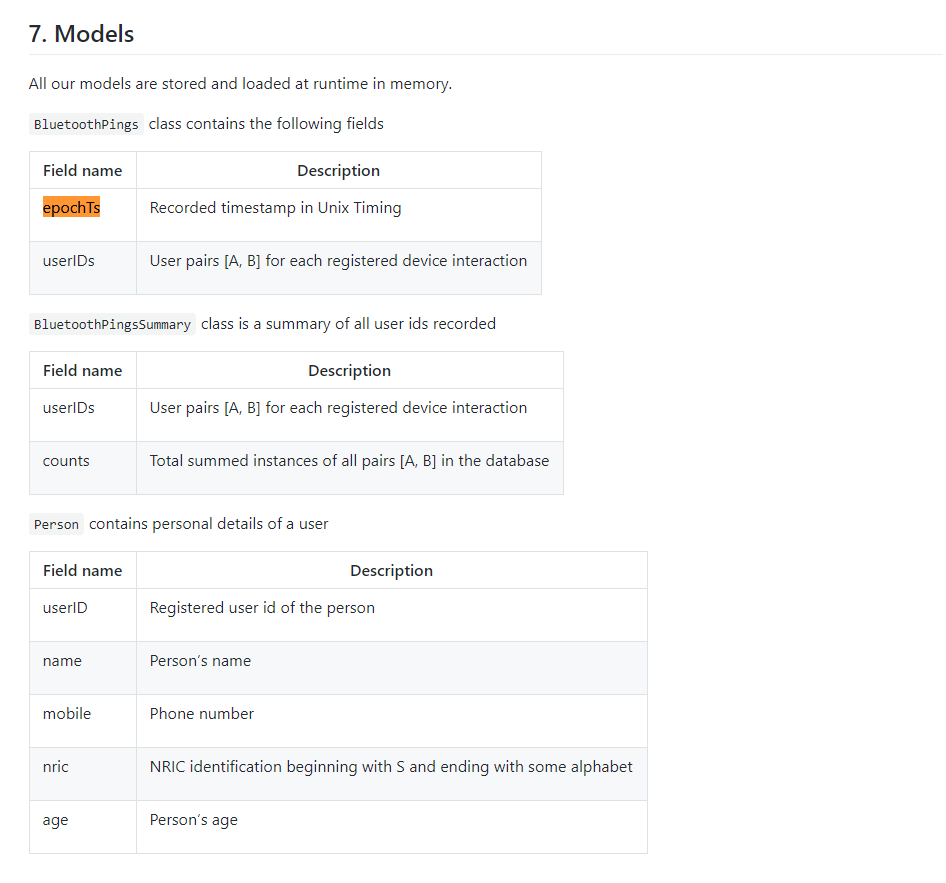 7. Models
All our models are stored and loaded at runtime in memory.
BluetoothPings class contains the following fields
Field name Description
epochTs Recorded timestamp in Unix Timing
userIDs User pairs [A, B] for each registered device interaction
BluetoothPingsSummary class is a summary of all user ids recorded
Field name Description
userIDs User pairs [A, B] for each registered device interaction
counts Total summed instances of all pairs [A, B] in the database
Person contains personal details of a user
Field name Description
userID Registered user id of the person
name Person’s name
mobile Phone number
nric NRIC identification beginning with S and ending with some alphabet
age Person’s age